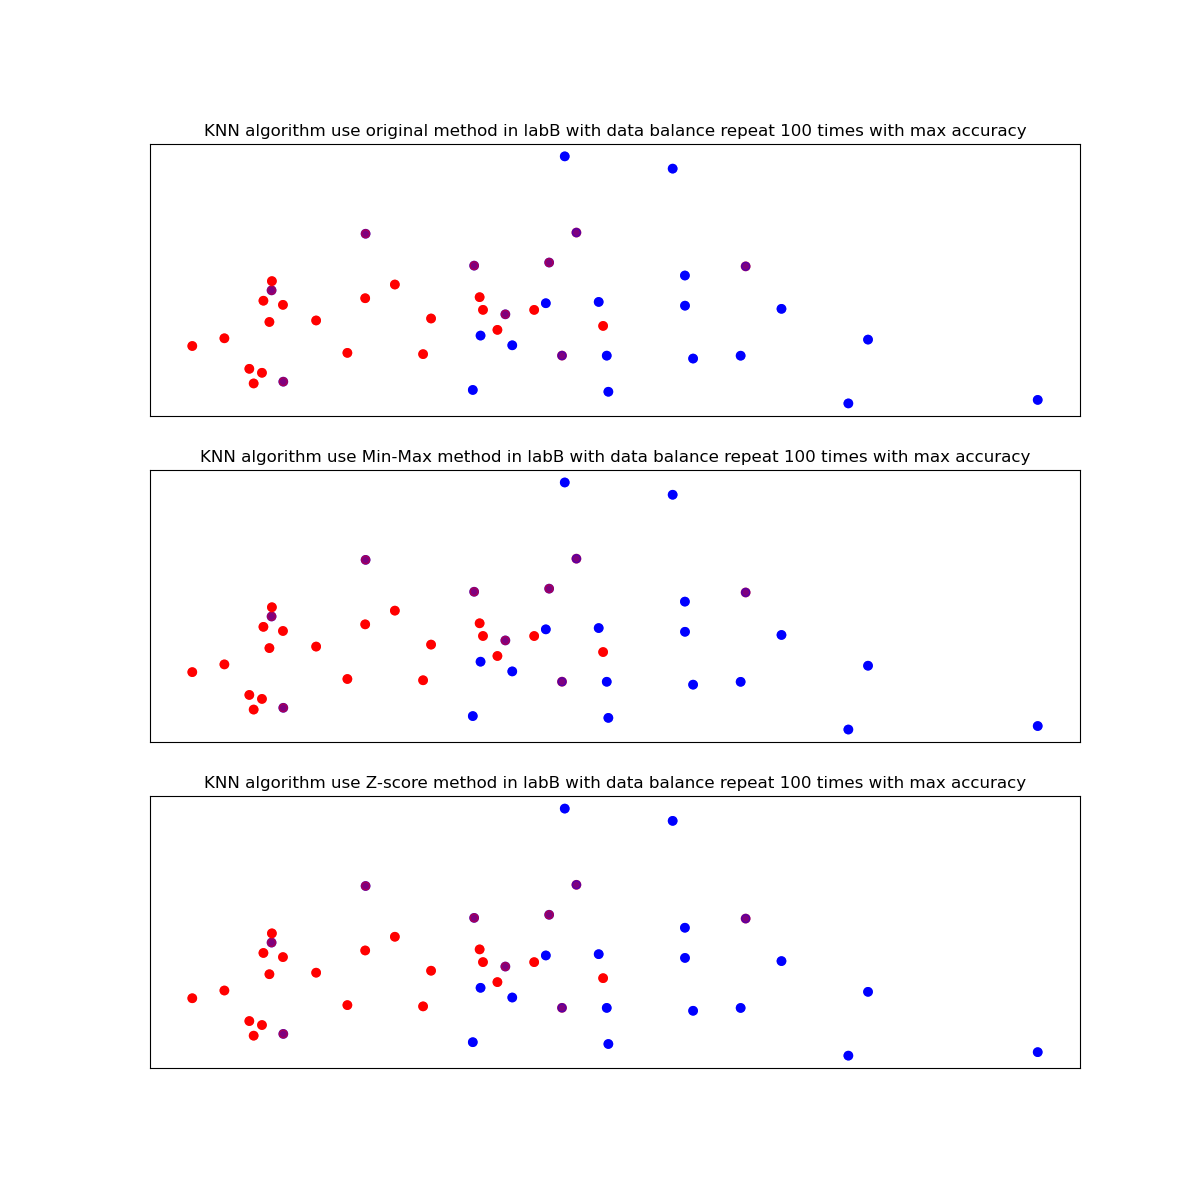 KNN algorithm use original method in labB with data balance repeat 100 times with max accuracy
KNN algorithm use Min-Max method in labB with data balance repeat 100 times with max accuracy
KNN algorithm use Z-score method in labB with data balance repeat 100 times with max accuracy